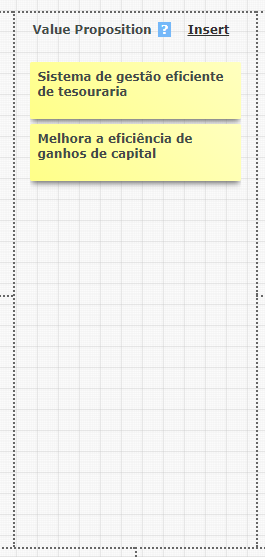 Value Proposition ? Insert
Sistema de gestão eficiente
de tesouraria
Melhora a eficiência de
ganhos de capital